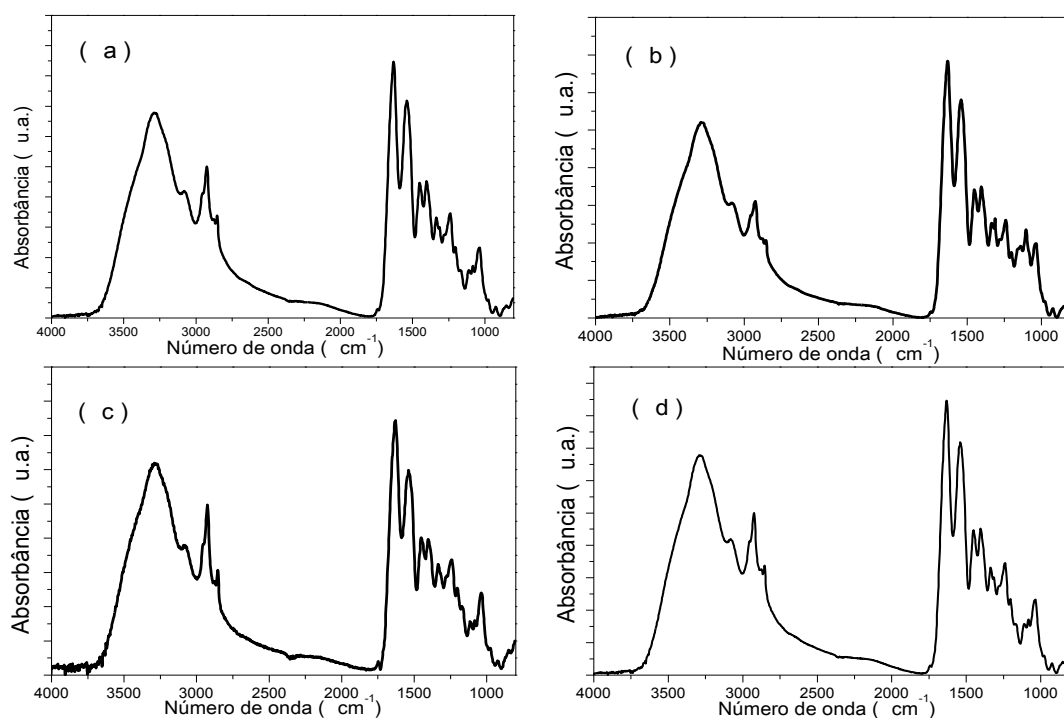 ( a )
Absorbância ( u.a.)
4000 3500 3000 2500 2000 1500 1000
Número de onda ( cm⁻¹)
( b )
Absorbância ( u.a.)
4000 3500 3000 2500 2000 1500 1000
Número de onda ( cm⁻¹)
( c )
Absorbância ( u.a.)
4000 3500 3000 2500 2000 1500 1000
Número de onda ( cm⁻¹)
( d )
Absorbância ( u.a.)
4000 3500 3000 2500 2000 1500 1000
Número de onda ( cm⁻¹)